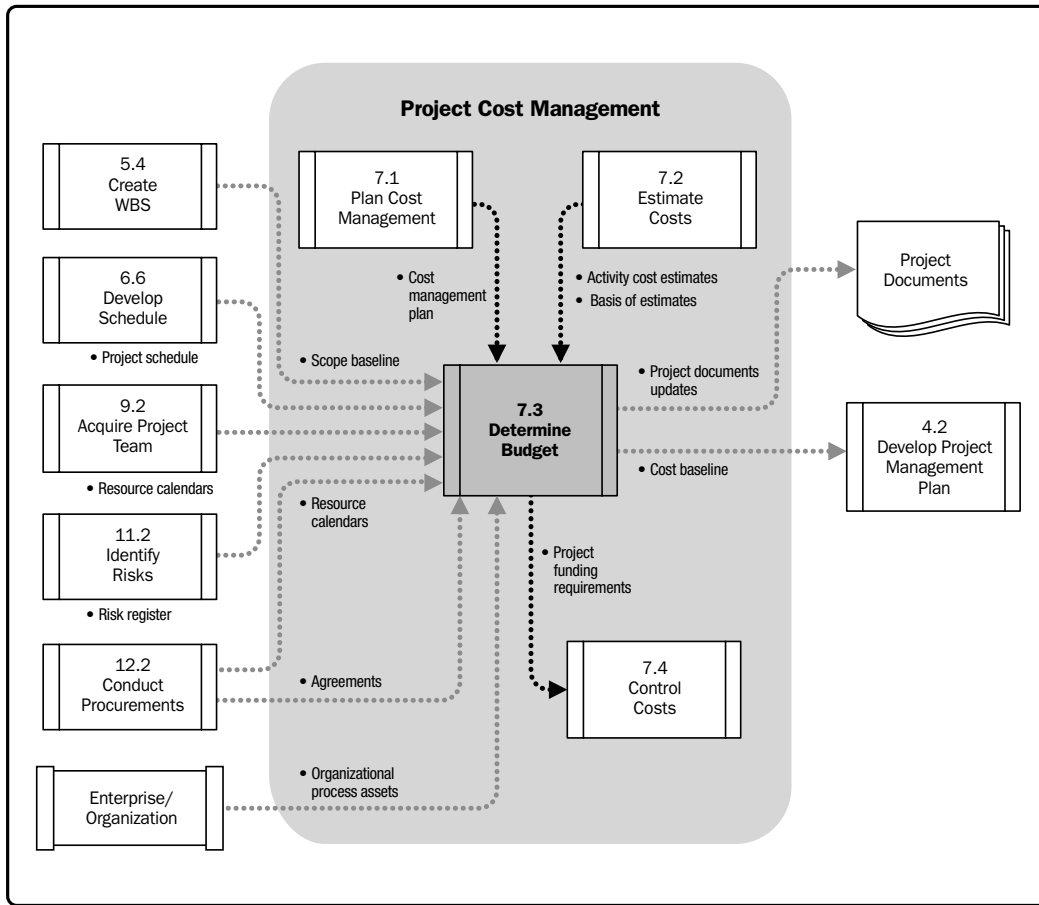 Project Cost Management
5.4
Create
WBS
7.1
Plan Cost
Management
7.2
Estimate
Costs
Project
Documents
6.6
Develop
Schedule
• Project schedule
• Cost
management
plan
• Activity cost estimates
• Basis of estimates
• Scope baseline
• Project documents
updates
9.2
Acquire Project
Team
• Resource calendars
7.3
Determine
Budget
4.2
Develop Project
Management
Plan
• Cost baseline
• Resource
calendars
11.2
Identify
Risks
• Risk register
• Project
funding
requirements
12.2
Conduct
Procurements
• Agreements
7.4
Control
Costs
• Organizational
process assets
Enterprise/
Organization